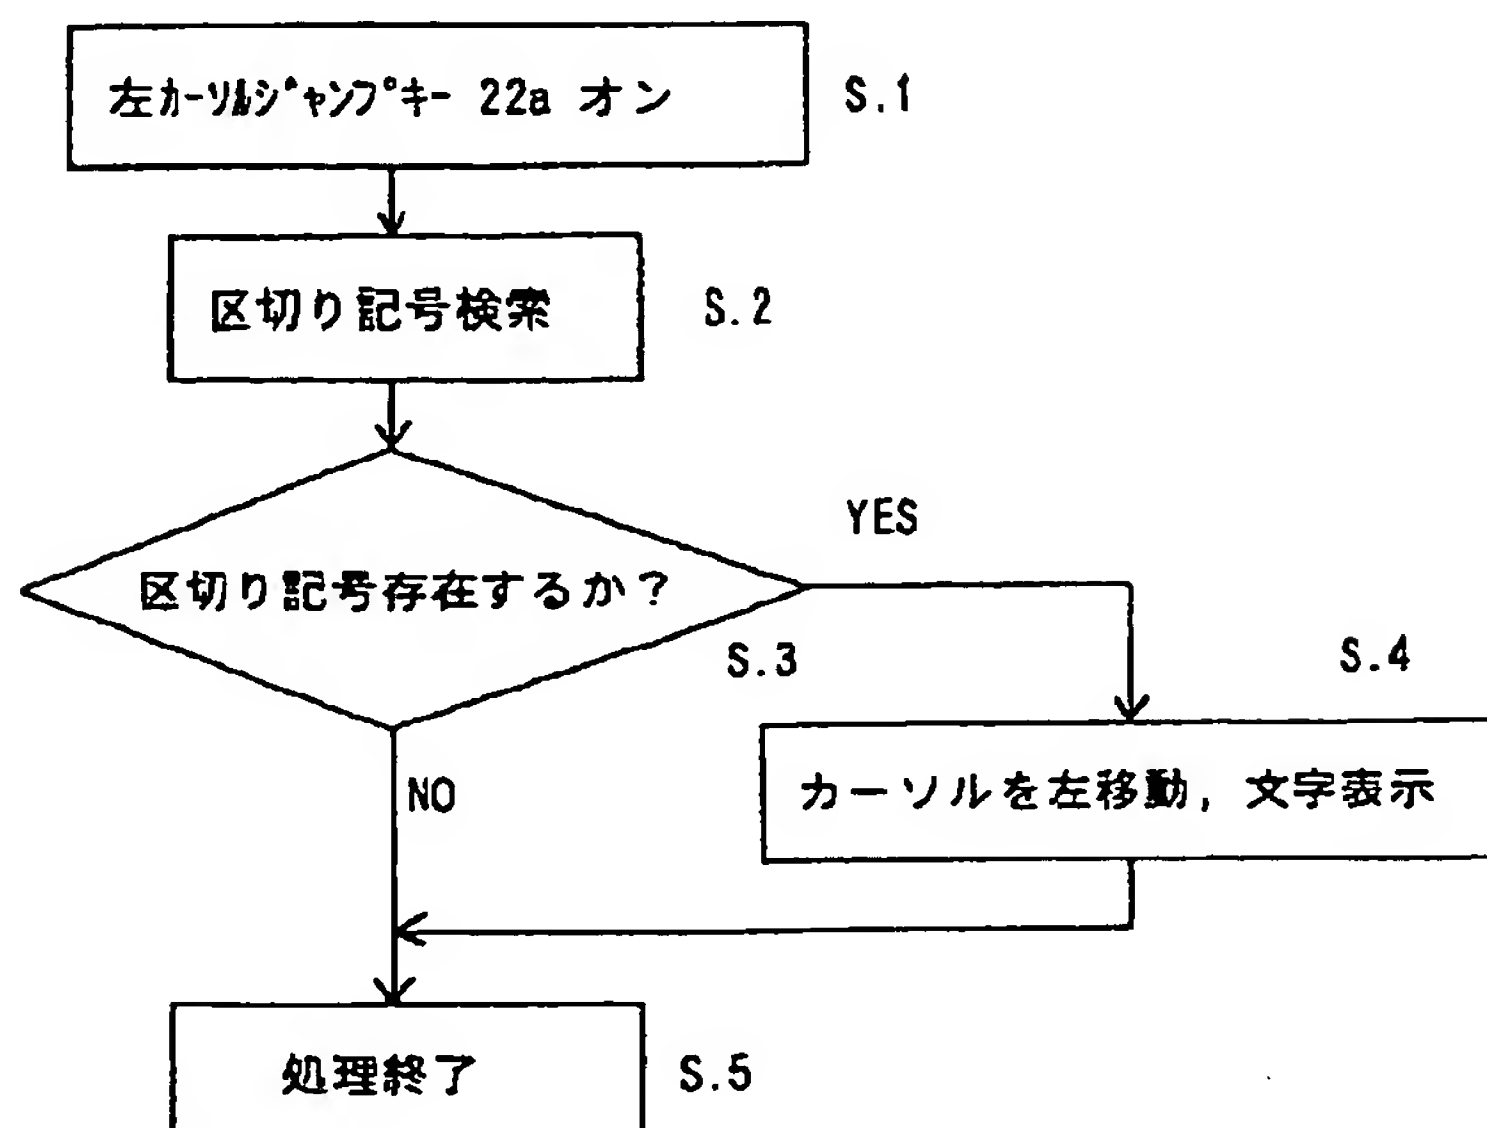 左ｶｰｿﾙｼﾞｬﾝﾌﾟｷｰ 22a オン
S.1
区切り記号検索
S.2
YES
区切り記号存在するか？
S.3
S.4
NO
カーソルを左移動, 文字表示
処理終了
S.5